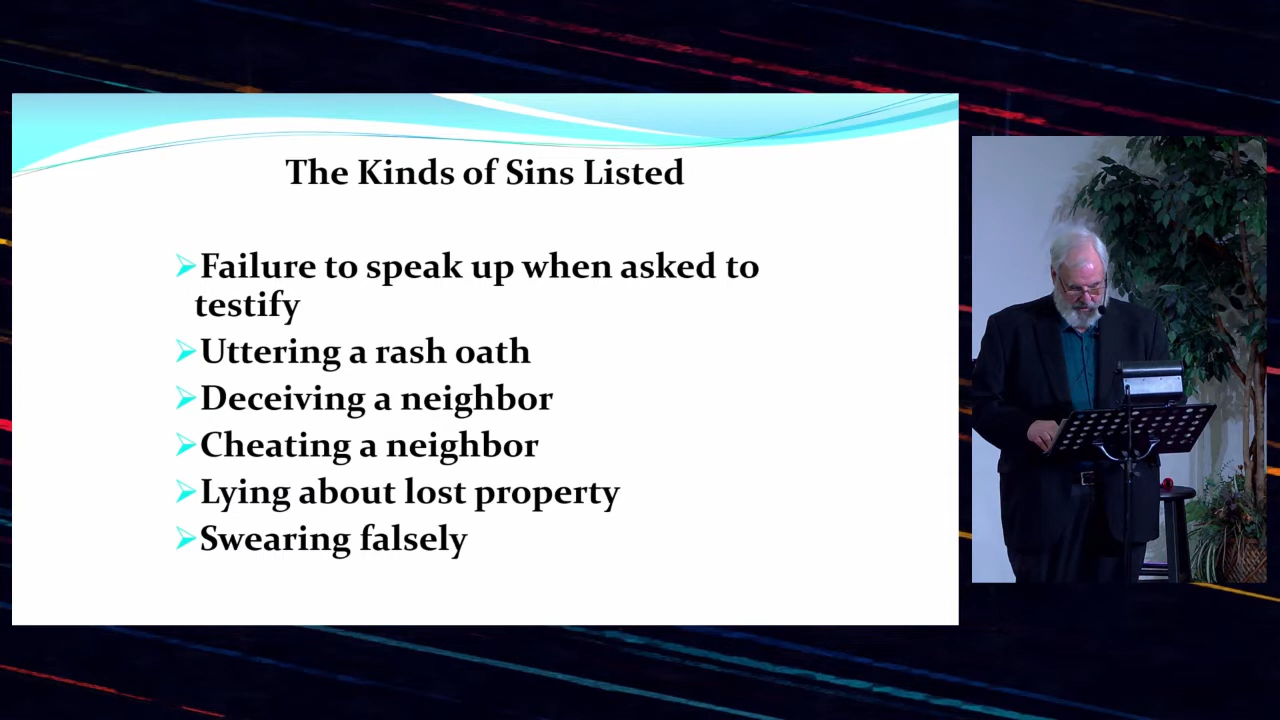 The Kinds of Sins Listed
Failure to speak up when asked to
testify
Uttering a rash oath
Deceiving a neighbor
Cheating a neighbor
Lying about lost property
Swearing falsely